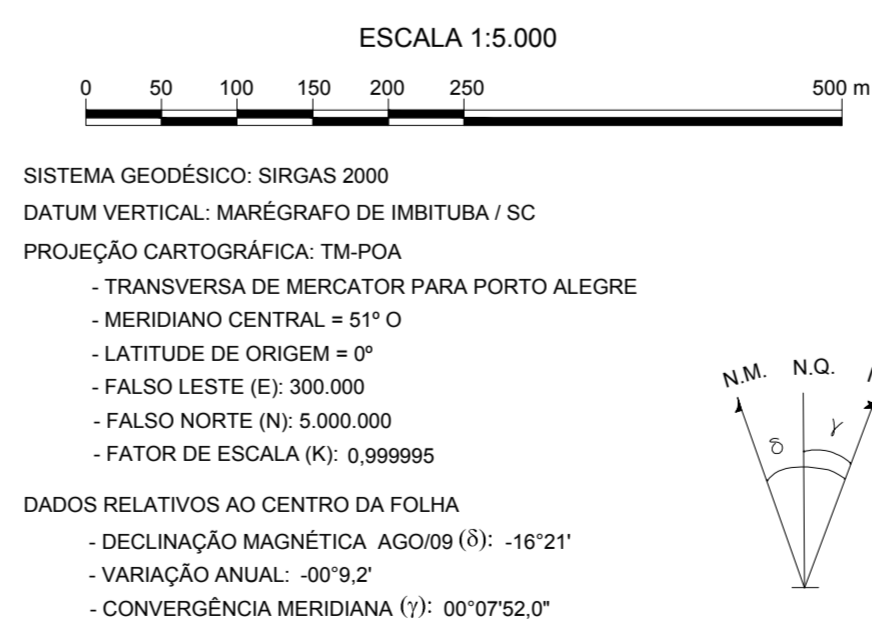 ESCALA 1:5.000
0 50 100 150 200 250 500 m
SISTEMA GEODÉSICO: SIRGAS 2000
DATUM VERTICAL: MARÉGRAFO DE IMBITUBA / SC
PROJEÇÃO CARTOGRÁFICA: TM-POA
- TRANSVERSA DE MERCATOR PARA PORTO ALEGRE
- MERIDIANO CENTRAL = 51º O
- LATITUDE DE ORIGEM = 0º
- FALSO LESTE (E): 300.000
- FALSO NORTE (N): 5.000.000
- FATOR DE ESCALA (K): 0,999995
N.M. N.Q.
δ γ
DADOS RELATIVOS AO CENTRO DA FOLHA
- DECLINAÇÃO MAGNÉTICA AGO/09 (δ): -16°21'
- VARIAÇÃO ANUAL: -00°9,2'
- CONVERGÊNCIA MERIDIANA (γ): 00°07'52,0"